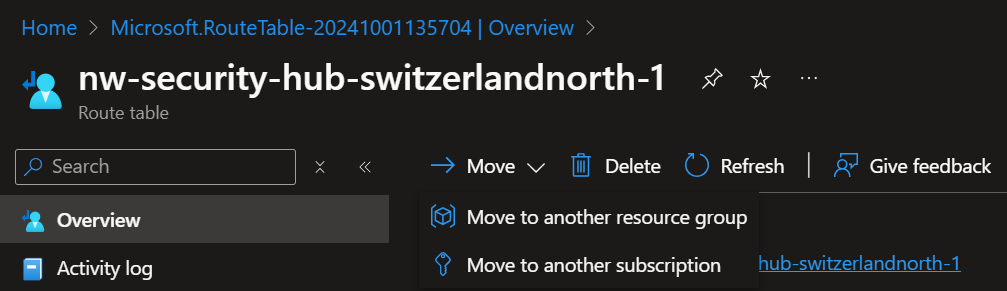 Home > Microsoft.RouteTable-20241001135704 | Overview >
nw-security-hub-switzerlandnorth-1
Route table
Search
Move Delete Refresh | Give feedback
Overview
Move to another resource group
Activity log
Move to another subscription
hub-switzerlandnorth-1